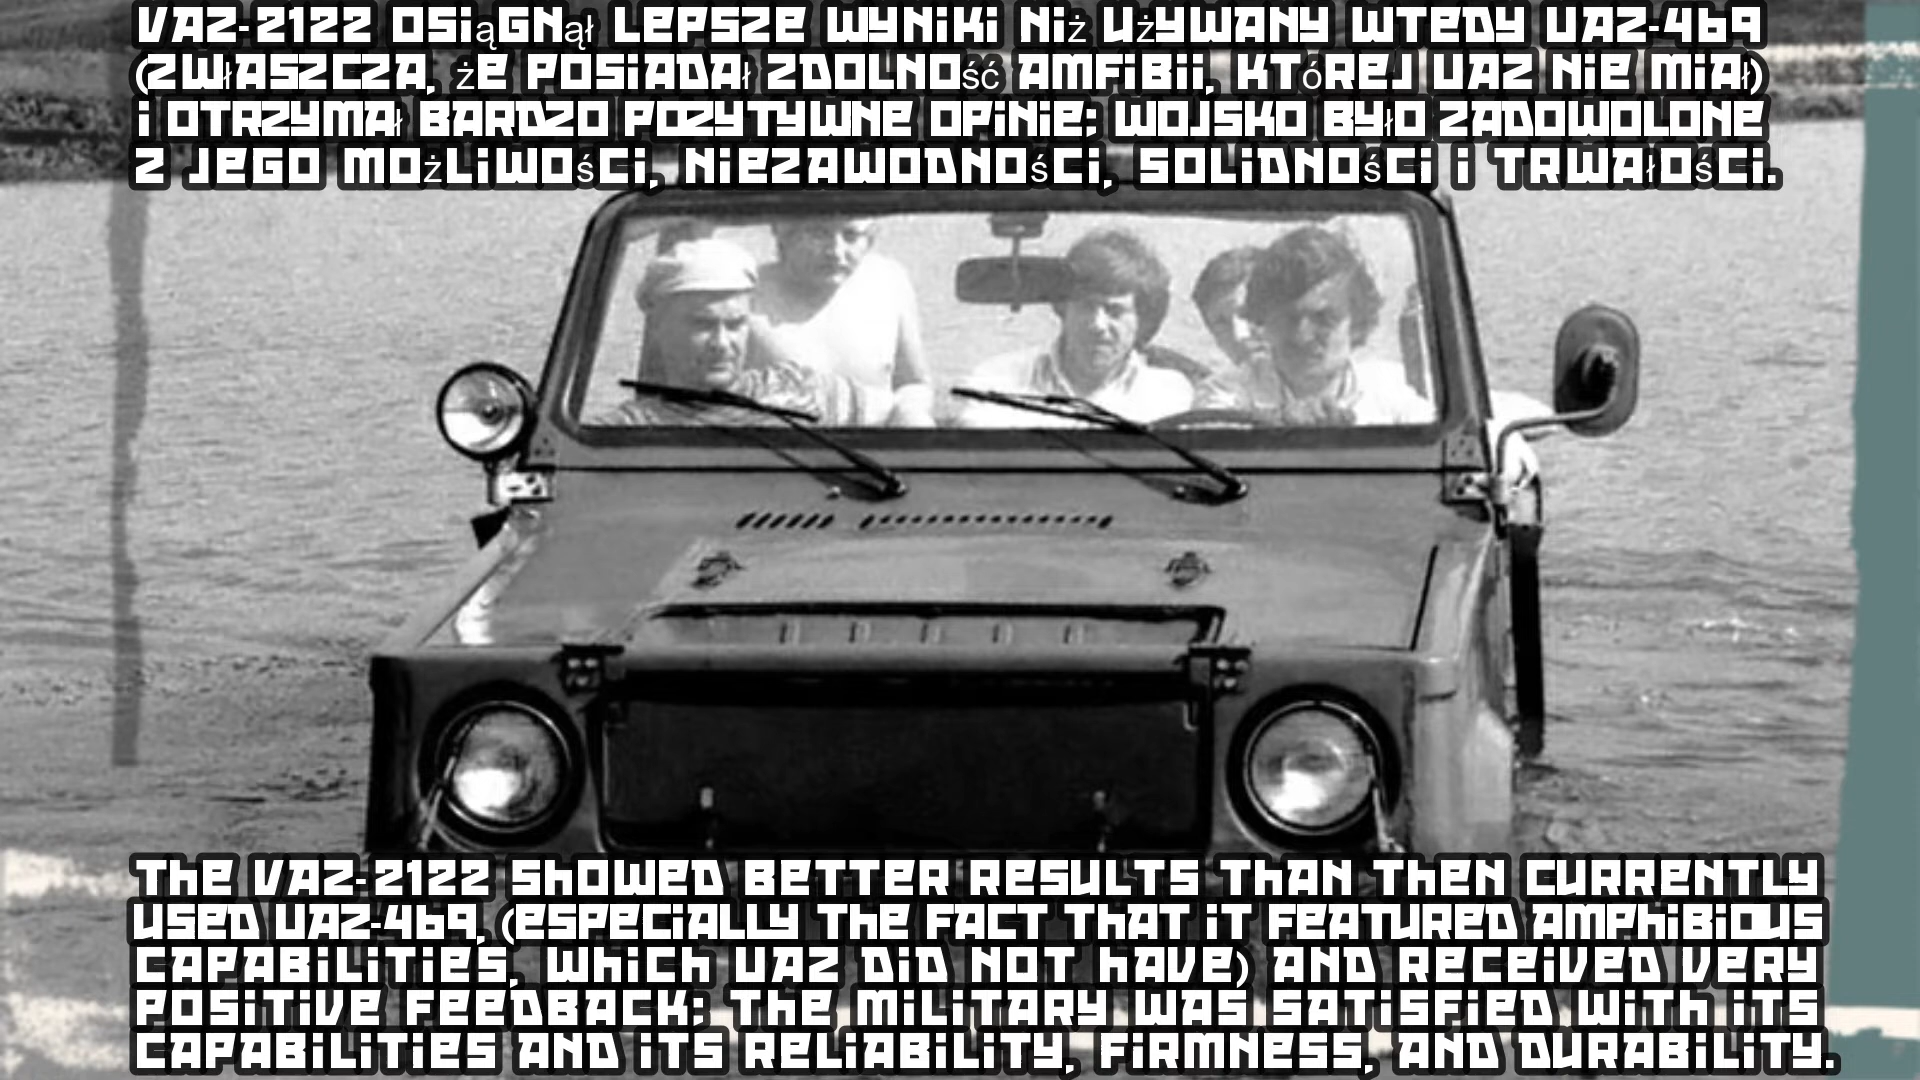 VAZ-2122 OSIąGNął LEPSZE WYNIKI NIż UżYWANY WTEDY UAZ-469
(ZWłASZCZA, żE POSIADAł ZDOLNOść AMFIBII, KTóREJ UAZ NIE MIAł)
I OTRZYMAł BARDZO POZYTYWNE OPINIE; WOJSKO BYłO ZADOWOLONE
Z JEGO MOżLIWOśCI, NIEZAWODNOśCI, SOLIDNOśCI I TRWAłOśCI.
THE VAZ-2122 SHOWED BETTER RESULTS THAN THEN CURRENTLY
USED UAZ-469, (ESPECIALLY THE FACT THAT IT FEATURED AMPHIBIOUS
CAPABILITIES, WHICH UAZ DID NOT HAVE) AND RECEIVED VERY
POSITIVE FEEDBACK; THE MILITARY WAS SATISFIED WITH ITS
CAPABILITIES AND ITS RELIABILITY, FIRMNESS, AND DURABILITY.